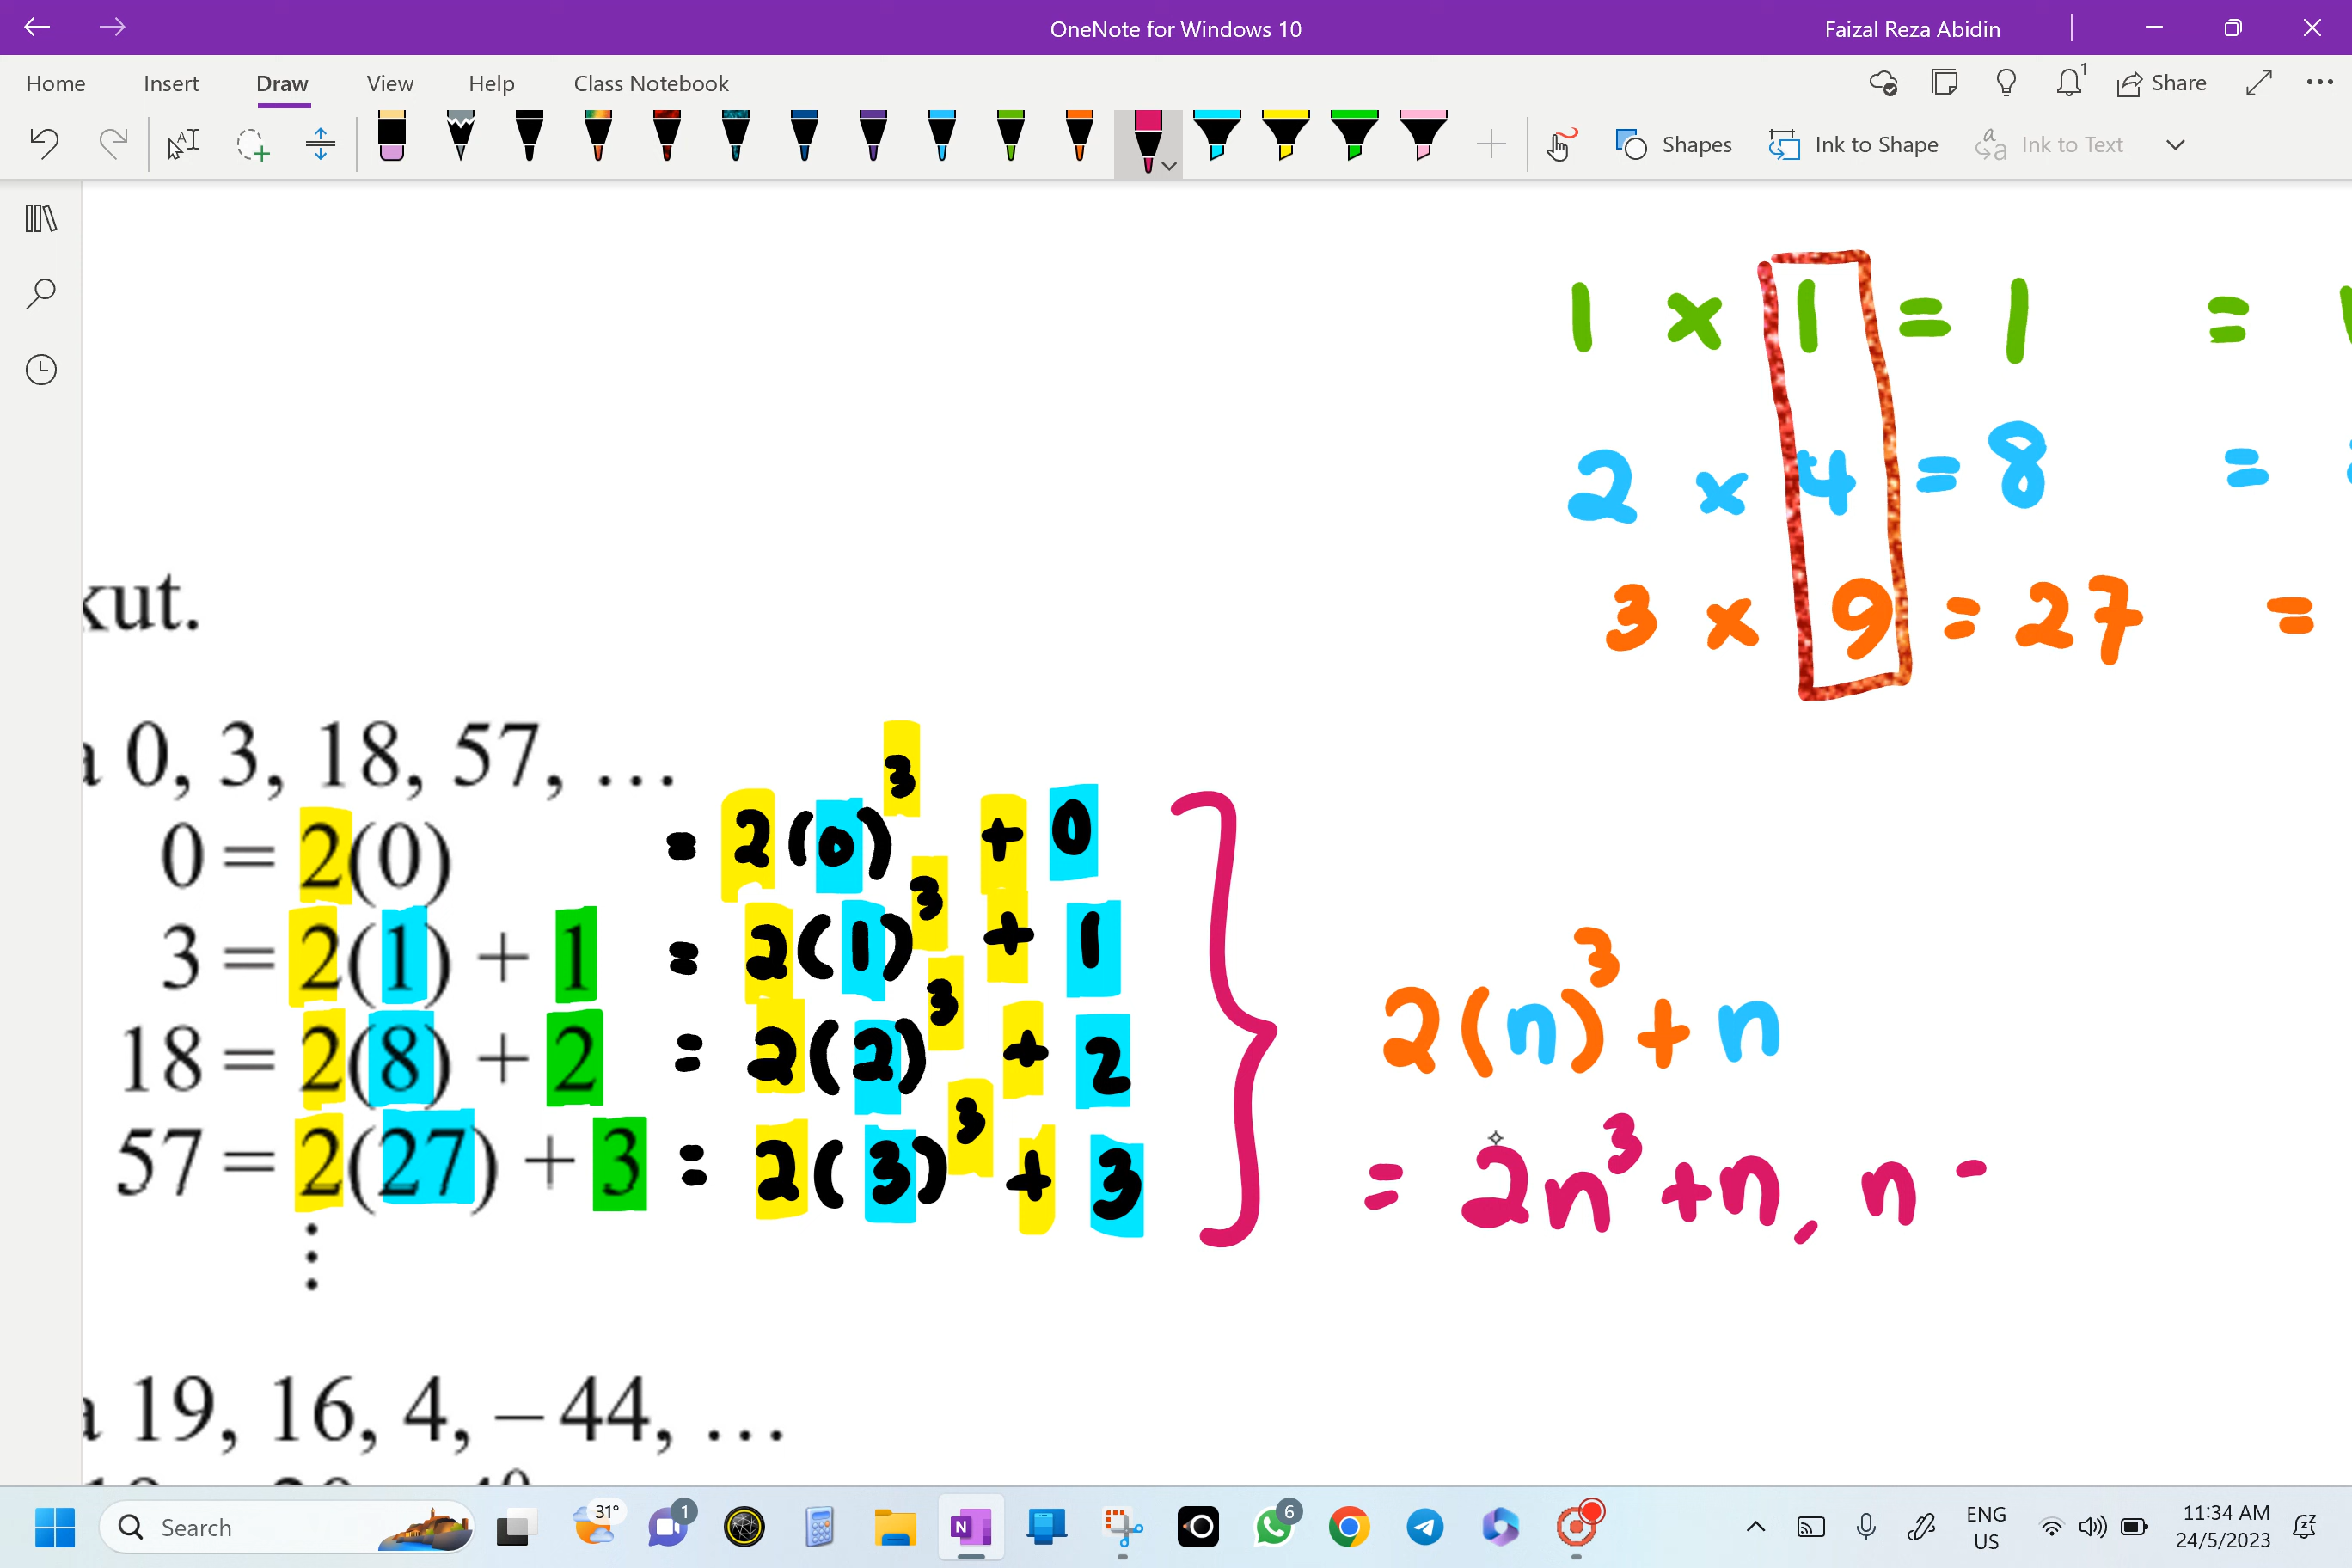 OneNote for Windows 10
Faizal Reza Abidin
Home Insert Draw View Help Class Notebook
1
Share
Shapes Ink to Shape Ink to Text
1 × 1 = 1 =
2 × 4 = 8 =
3 × 9 = 27 =
kut.
a 0, 3, 18, 57, ...
0 = 2(0) = 2(0)³ + 0
3 = 2(1) + 1 = 2(1)³ + 1
18 = 2(8) + 2 = 2(2)³ + 2
57 = 2(27) + 3 = 2(3)³ + 3
⋮
2(n)³ + n
= 2n³ + n, n -
a 19, 16, 4, – 44, ...
Search
31°
1
N
6
ENG
US
11:34 AM
24/5/2023